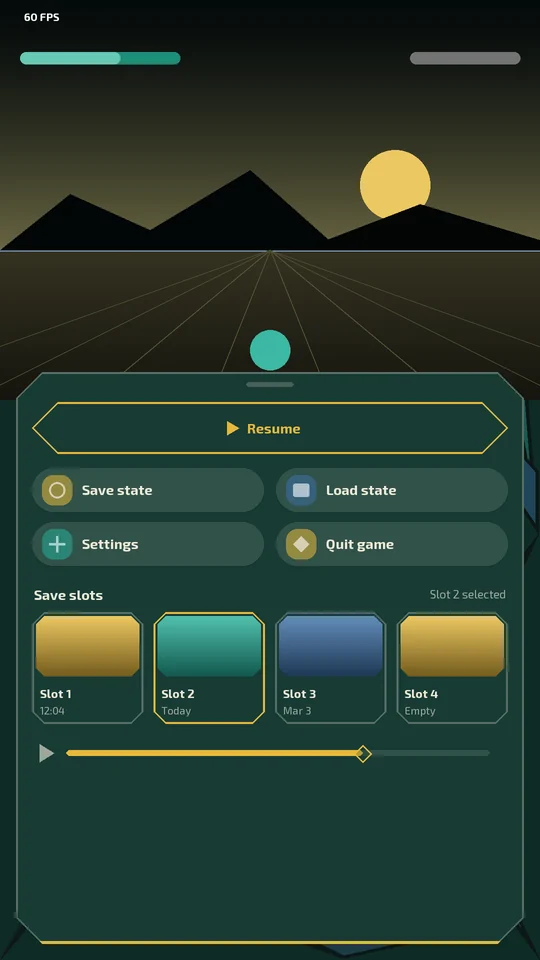 60 FPS
Resume
Save state
Load state
Settings
Quit game
Save slots
Slot 2 selected
Slot 1
12:04
Slot 2
Today
Slot 3
Mar 3
Slot 4
Empty